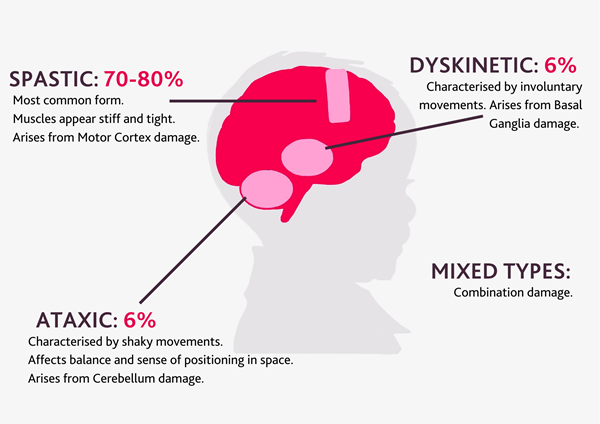 SPASTIC: 70-80%
Most common form.
Muscles appear stiff and tight.
Arises from Motor Cortex damage.
DYSKINETIC: 6%
Characterised by involuntary
movements. Arises from Basal
Ganglia damage.
MIXED TYPES:
Combination damage.
ATAXIC: 6%
Characterised by shaky movements.
Affects balance and sense of positioning in space.
Arises from Cerebellum damage.